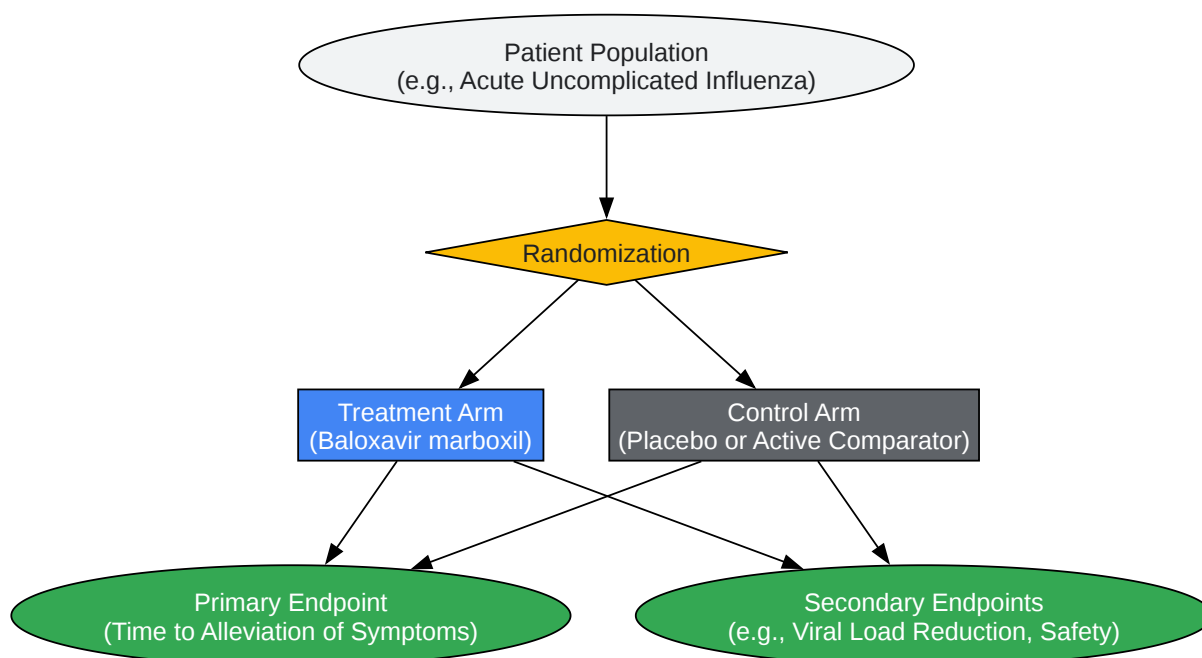 Patient Population
(e.g., Acute Uncomplicated Influenza)
Randomization
Treatment Arm
(Baloxavir marboxil)
Control Arm
(Placebo or Active Comparator)
Primary Endpoint
(Time to Alleviation of Symptoms)
Secondary Endpoints
(e.g., Viral Load Reduction, Safety)